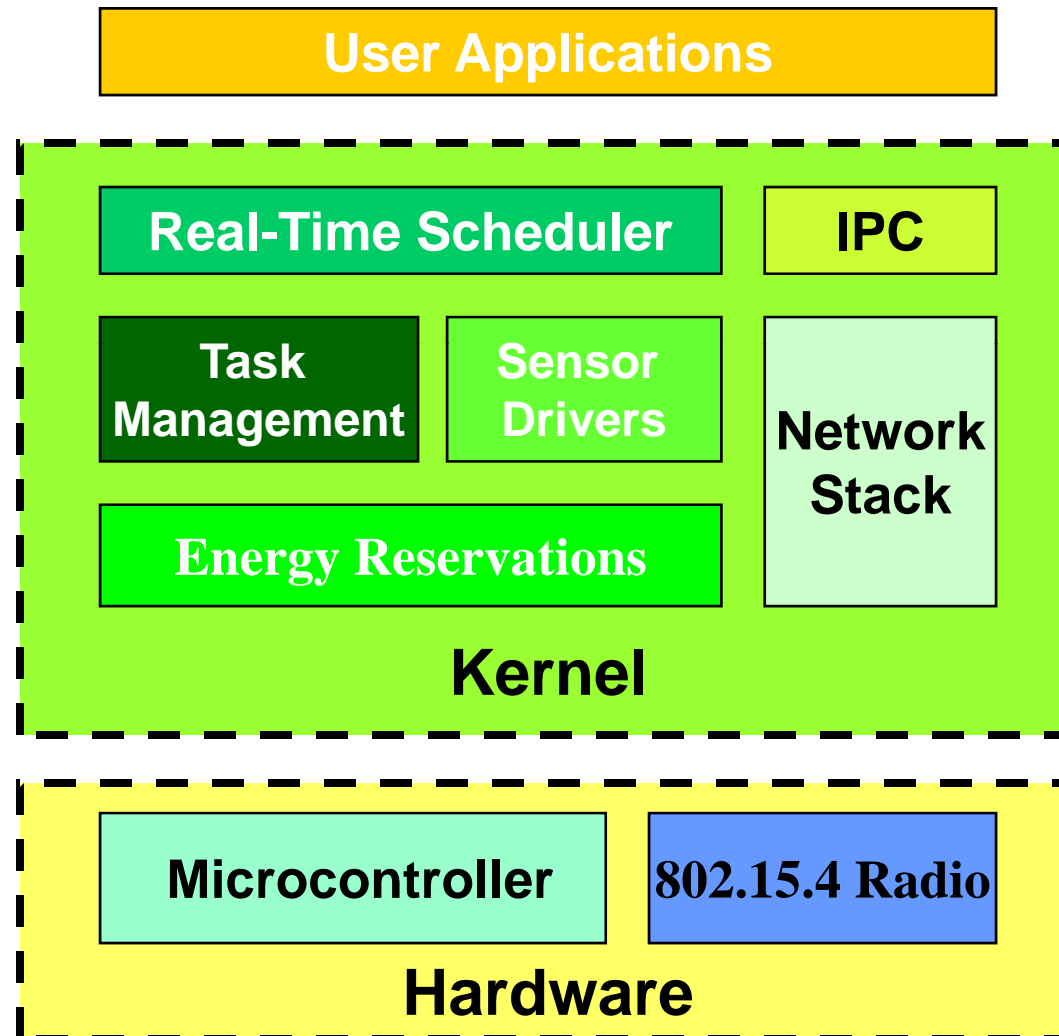 User Applications
Real-Time Scheduler
IPC
Task
Management
Sensor
Drivers
Network
Stack
Energy Reservations
Kernel
Microcontroller
802.15.4 Radio
Hardware